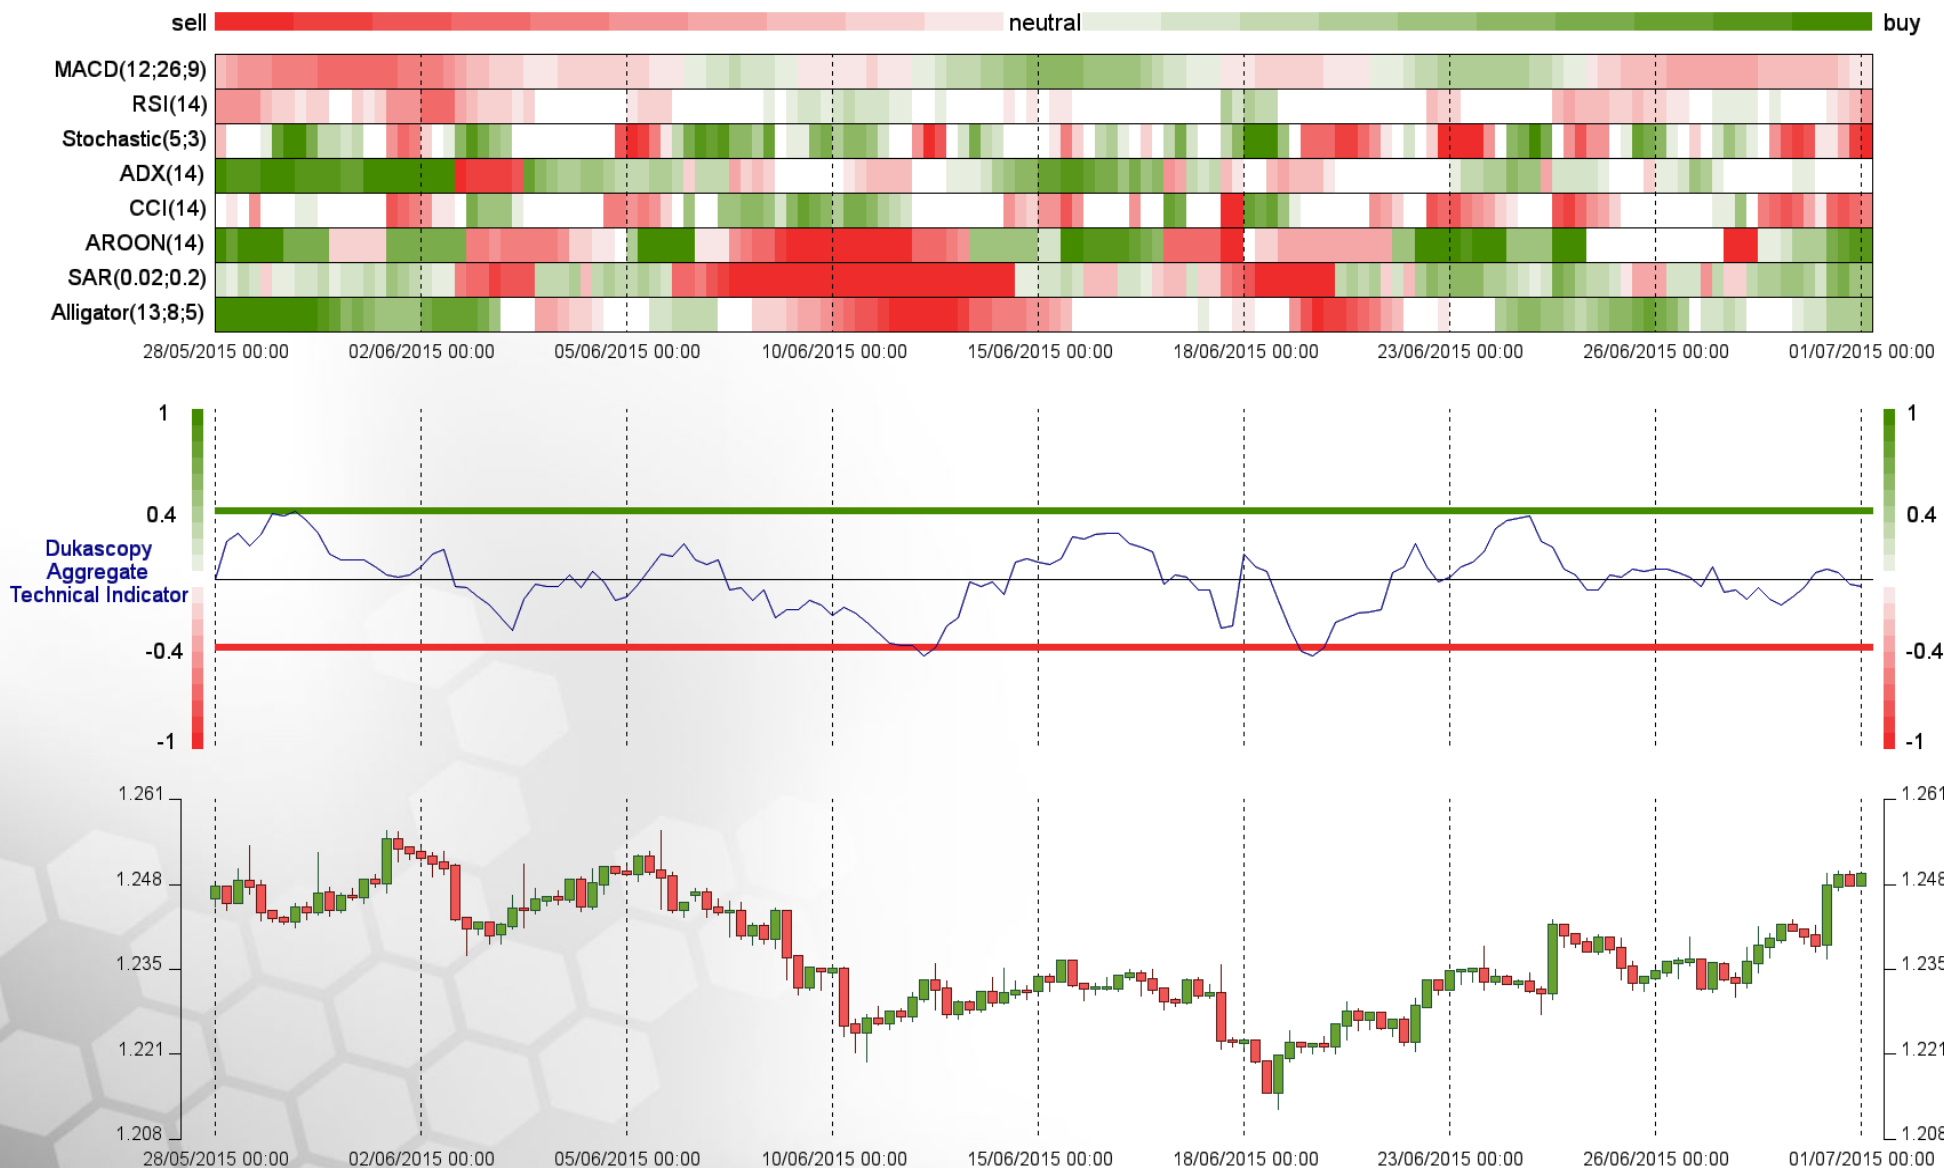 sell neutral buy
MACD(12;26;9)
RSI(14)
Stochastic(5;3)
ADX(14)
CCI(14)
AROON(14)
SAR(0.02;0.2)
Alligator(13;8;5)
28/05/2015 00:00 02/06/2015 00:00 05/06/2015 00:00 10/06/2015 00:00 15/06/2015 00:00 18/06/2015 00:00 23/06/2015 00:00 26/06/2015 00:00 01/07/2015 00:00
1 1
0.4 0.4
Dukascopy
Aggregate
Technical Indicator
-0.4 -0.4
-1 -1
1.261 1.261
1.248 1.248
1.235 1.235
1.221 1.221
1.208 1.208
28/05/2015 00:00 02/06/2015 00:00 05/06/2015 00:00 10/06/2015 00:00 15/06/2015 00:00 18/06/2015 00:00 23/06/2015 00:00 26/06/2015 00:00 01/07/2015 00:00